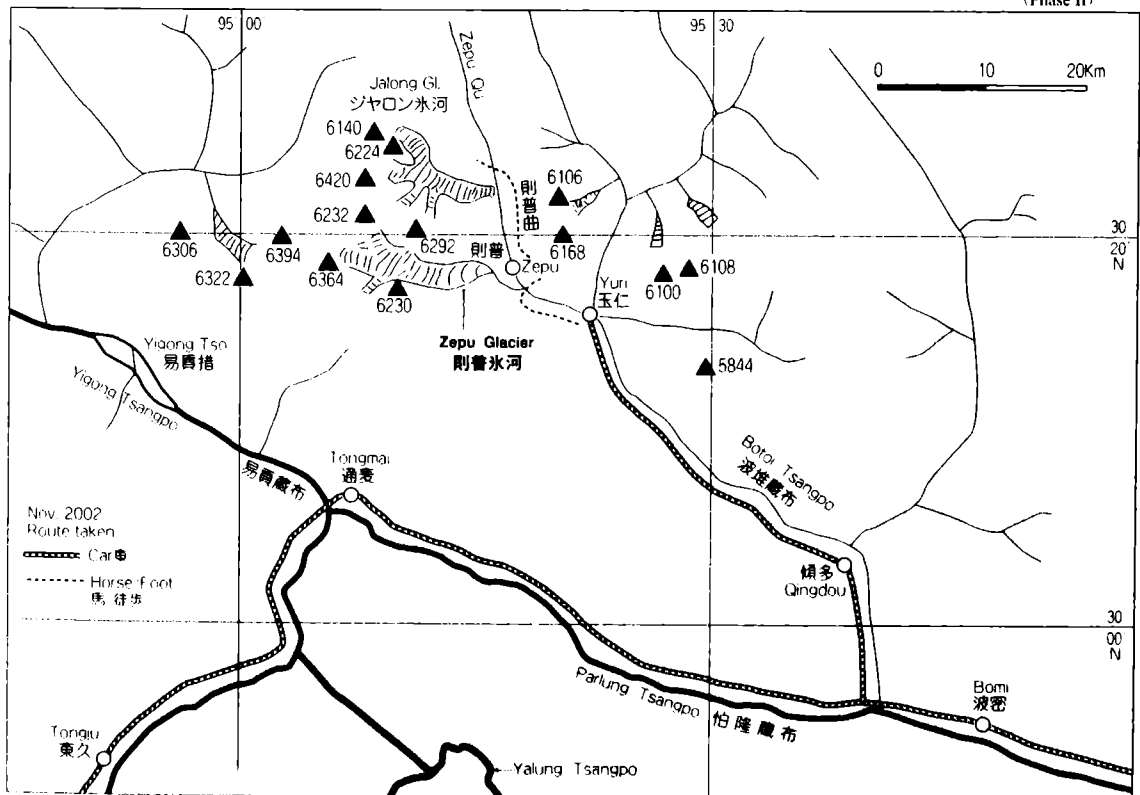 (Phase II)
95 00
95 30
0 10 20Km
Zepu Qu
Jalong Gl.
ジャロン氷河
6140
6224
6420
6232
6292
6306
6394
6322
6364
6230
則普曲
6106
6168
則普
Zepu
6108
6100
30
20
N
Yuri
玉仁
Zepu Glacier
則普氷河
5844
Yigong Tso
易貢措
Yigong Tsangpo
易貢蔵布
Tongmai
通麦
Botoi Tsangpo
波堆蔵布
Nov. 2002
Route taken
Car 車
Horse Foot
馬 徒歩
傾多
Qingdou
30
00
N
Parlung Tsangpo 怕隆蔵布
Bomi
波密
Tongju
東久
Yalung Tsangpo